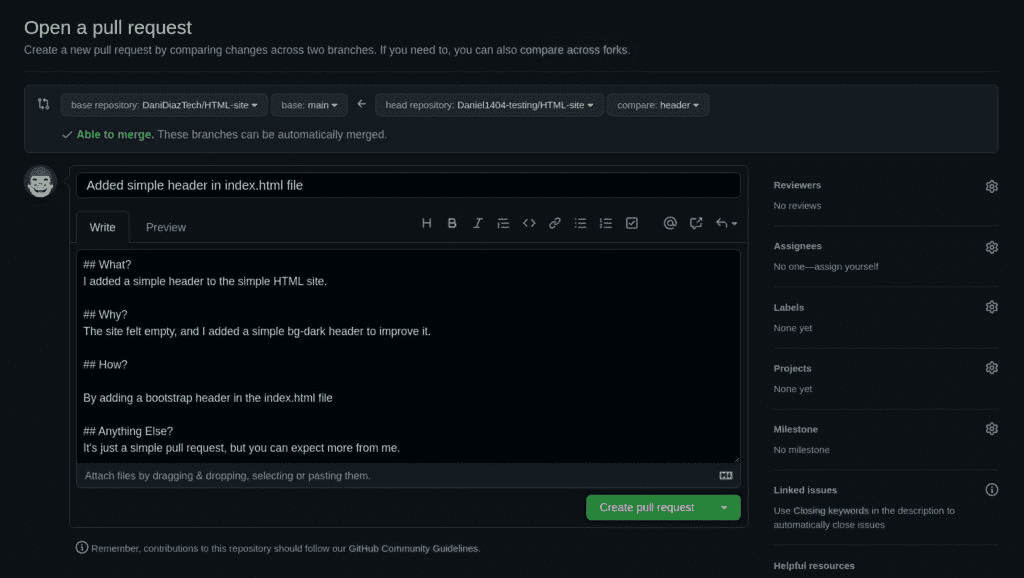 Open a pull request
Create a new pull request by comparing changes across two branches. If you need to, you can also compare across forks.
base repository: DaniDiazTech/HTML-site base: main head repository: Daniel1404-testing/HTML-site compare: header
Able to merge. These branches can be automatically merged.
Added simple header in index.html file
Write Preview
## What?
I added a simple header to the simple HTML site.
## Why?
The site felt empty, and I added a simple bg-dark header to improve it.
## How?
By adding a bootstrap header in the index.html file
## Anything Else?
It's just a simple pull request, but you can expect more from me.
Attach files by dragging & dropping, selecting or pasting them.
Create pull request
Remember, contributions to this repository should follow our GitHub Community Guidelines.
Reviewers
No reviews
Assignees
No one—assign yourself
Labels
None yet
Projects
None yet
Milestone
No milestone
Linked issues
Use Closing keywords in the description to
automatically close issues
Helpful resources